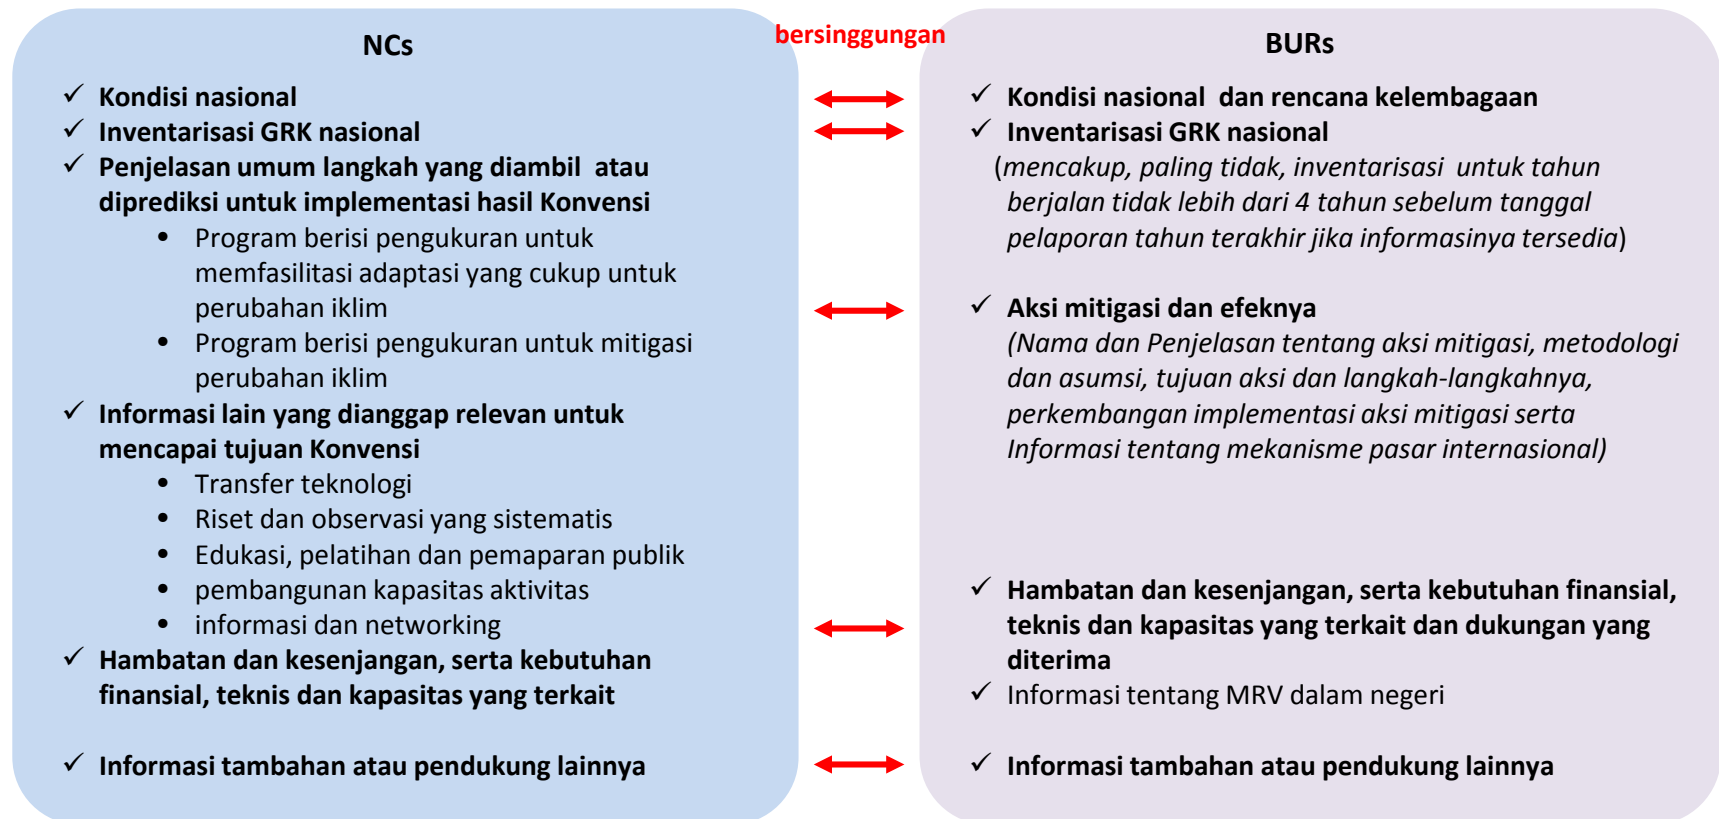 bersinggungan
NCs
✓ Kondisi nasional
✓ Inventarisasi GRK nasional
✓ Penjelasan umum langkah yang diambil atau
diprediksi untuk implementasi hasil Konvensi
• Program berisi pengukuran untuk
memfasilitasi adaptasi yang cukup untuk
perubahan iklim
• Program berisi pengukuran untuk mitigasi
perubahan iklim
✓ Informasi lain yang dianggap relevan untuk
mencapai tujuan Konvensi
• Transfer teknologi
• Riset dan observasi yang sistematis
• Edukasi, pelatihan dan pemaparan publik
• pembangunan kapasitas aktivitas
• informasi dan networking
✓ Hambatan dan kesenjangan, serta kebutuhan
finansial, teknis dan kapasitas yang terkait
✓ Informasi tambahan atau pendukung lainnya
BURs
✓ Kondisi nasional dan rencana kelembagaan
✓ Inventarisasi GRK nasional
(mencakup, paling tidak, inventarisasi untuk tahun
berjalan tidak lebih dari 4 tahun sebelum tanggal
pelaporan tahun terakhir jika informasinya tersedia)
✓ Aksi mitigasi dan efeknya
(Nama dan Penjelasan tentang aksi mitigasi, metodologi
dan asumsi, tujuan aksi dan langkah-langkahnya,
perkembangan implementasi aksi mitigasi serta
Informasi tentang mekanisme pasar internasional)
✓ Hambatan dan kesenjangan, serta kebutuhan finansial,
teknis dan kapasitas yang terkait dan dukungan yang
diterima
✓ Informasi tentang MRV dalam negeri
✓ Informasi tambahan atau pendukung lainnya